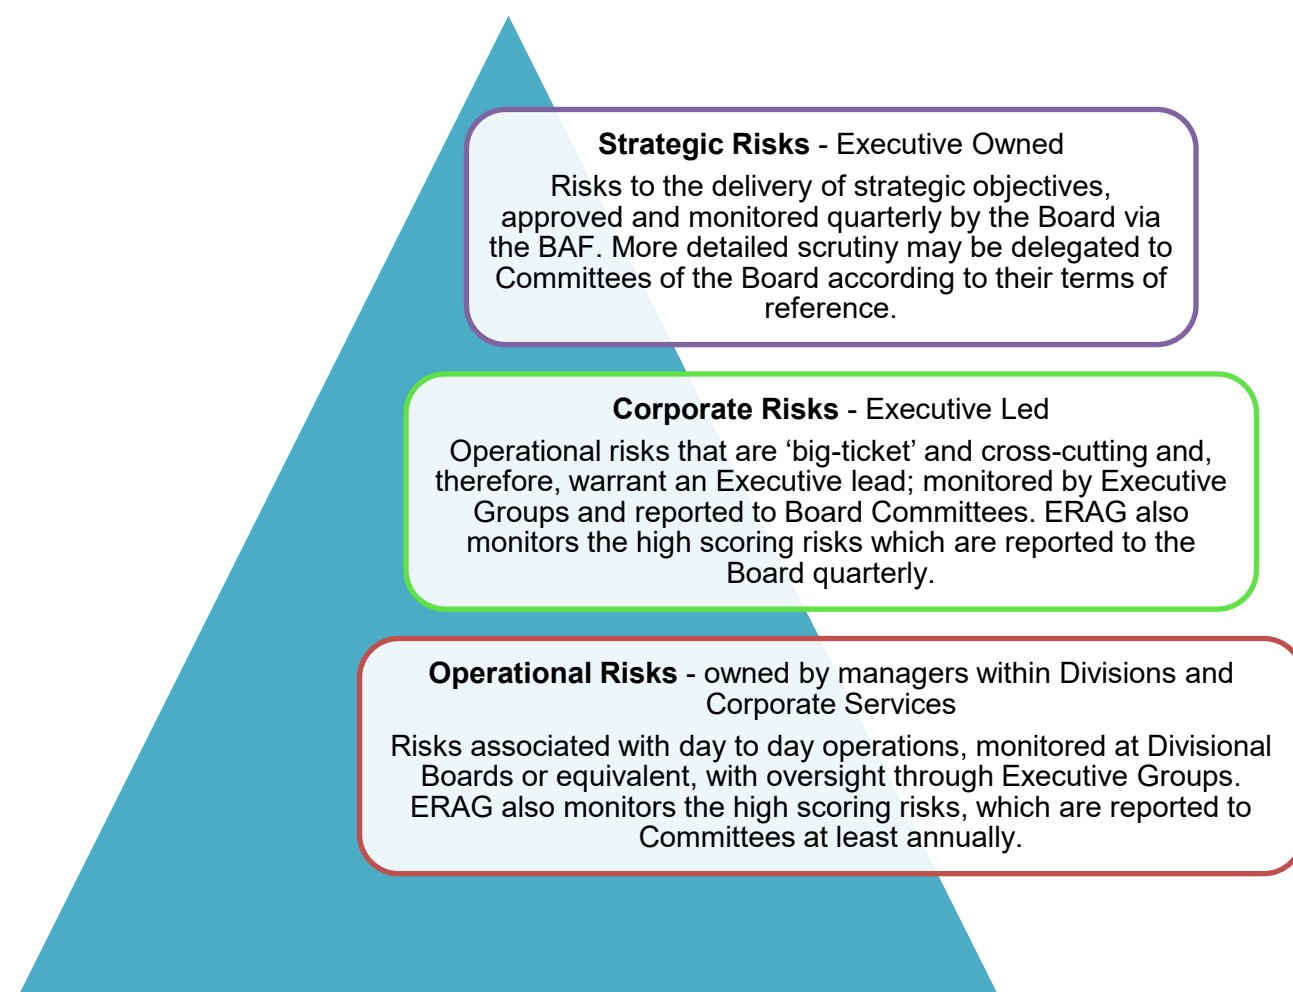 Strategic Risks - Executive Owned
Risks to the delivery of strategic objectives,
approved and monitored quarterly by the Board via
the BAF. More detailed scrutiny may be delegated to
Committees of the Board according to their terms of
reference.
Corporate Risks - Executive Led
Operational risks that are ‘big-ticket’ and cross-cutting and,
therefore, warrant an Executive lead; monitored by Executive
Groups and reported to Board Committees. ERAG also
monitors the high scoring risks which are reported to the
Board quarterly.
Operational Risks - owned by managers within Divisions and
Corporate Services
Risks associated with day to day operations, monitored at Divisional
Boards or equivalent, with oversight through Executive Groups.
ERAG also monitors the high scoring risks, which are reported to
Committees at least annually.